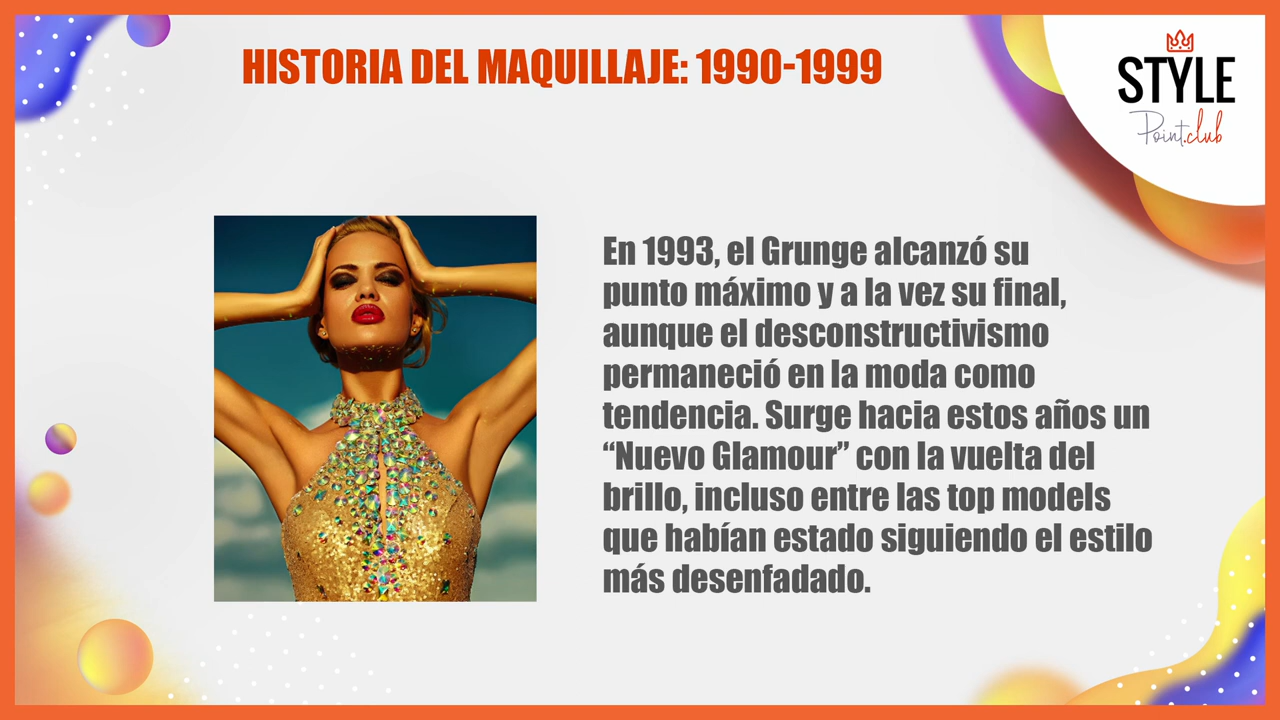 HISTORIA DEL MAQUILLAJE: 1990-1999
STYLE
Point.club
En 1993, el Grunge alcanzó su
punto máximo y a la vez su final,
aunque el desconstructivismo
permaneció en la moda como
tendencia. Surge hacia estos años un
“Nuevo Glamour” con la vuelta del
brillo, incluso entre las top models
que habían estado siguiendo el estilo
más desenfadado.